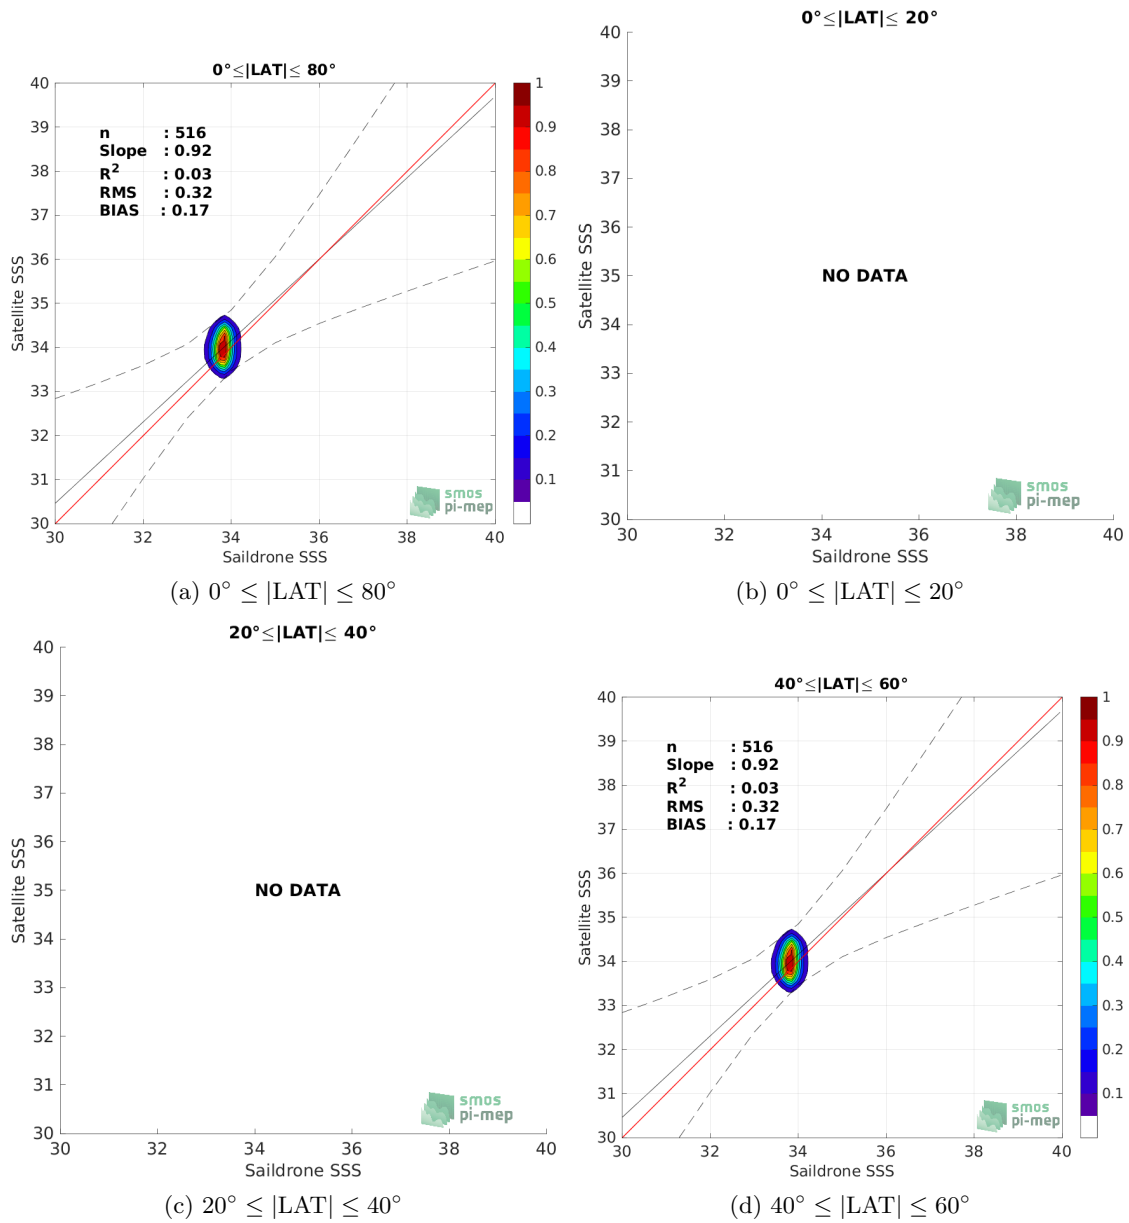 0°≤|LAT|≤ 80°
40
39
38
37
36
35
34
33
32
31
30
30 32 34 36 38 40
Satellite SSS
Saildrone SSS
n : 516
Slope : 0.92
R² : 0.03
RMS : 0.32
BIAS : 0.17
smos
pi-mep
1
0.9
0.8
0.7
0.6
0.5
0.4
0.3
0.2
0.1
(a) 0° ≤ |LAT| ≤ 80°
0°≤|LAT|≤ 20°
40
39
38
37
36
35
34
33
32
31
30
30 32 34 36 38 40
Satellite SSS
Saildrone SSS
NO DATA
smos
pi-mep
(b) 0° ≤ |LAT| ≤ 20°
20°≤|LAT|≤ 40°
40
39
38
37
36
35
34
33
32
31
30
30 32 34 36 38 40
Satellite SSS
Saildrone SSS
NO DATA
smos
pi-mep
(c) 20° ≤ |LAT| ≤ 40°
40°≤|LAT|≤ 60°
40
39
38
37
36
35
34
33
32
31
30
30 32 34 36 38 40
Satellite SSS
Saildrone SSS
n : 516
Slope : 0.92
R² : 0.03
RMS : 0.32
BIAS : 0.17
smos
pi-mep
1
0.9
0.8
0.7
0.6
0.5
0.4
0.3
0.2
0.1
(d) 40° ≤ |LAT| ≤ 60°